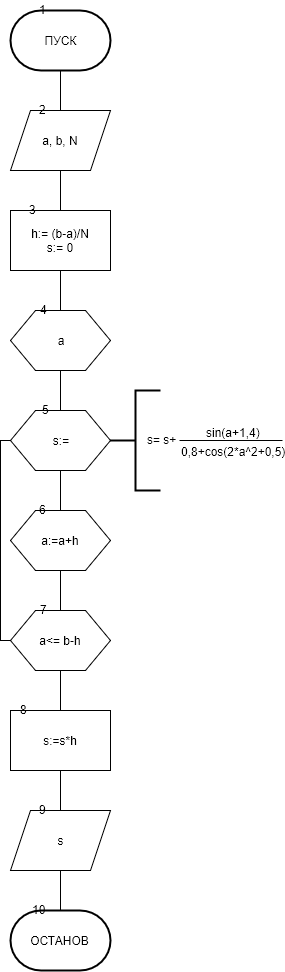 1
ПУСК
2
a, b, N
3
h:= (b-a)/N
s:= 0
4
a
5
s:=
s= s+
sin(a+1,4)
0,8+cos(2*a^2+0,5)
6
a:=a+h
7
a<= b-h
8
s:=s*h
9
s
10
ОСТАНОВ